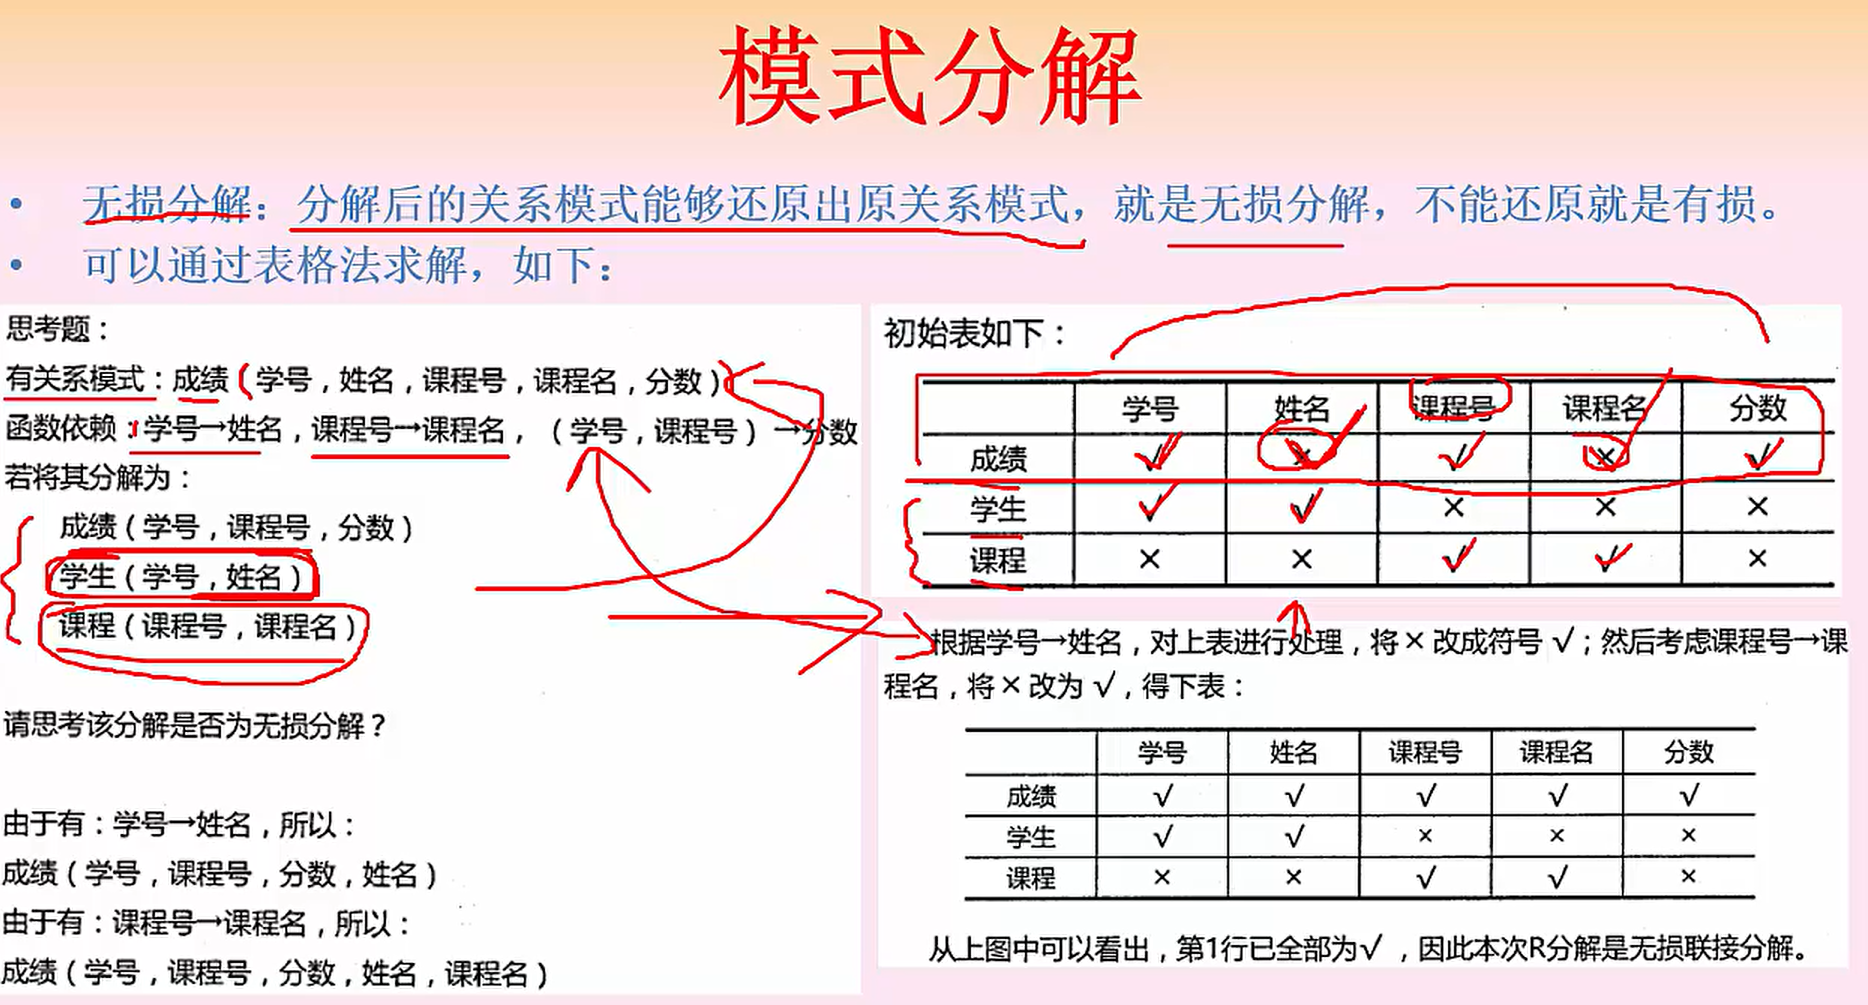 模式分解
• 无损分解：分解后的关系模式能够还原出原关系模式，就是无损分解，不能还原就是有损。
• 可以通过表格法求解，如下：
思考题：
有关系模式：成绩（学号，姓名，课程号，课程名，分数）
函数依赖：学号→姓名，课程号→课程名，（学号，课程号）→分数
若将其分解为：
成绩（学号，课程号，分数）
学生（学号，姓名）
课程（课程号，课程名）
请思考该分解是否为无损分解？
由于有：学号→姓名，所以：
成绩（学号，课程号，分数，姓名）
由于有：课程号→课程名，所以：
成绩（学号，课程号，分数，姓名，课程名）
初始表如下：
学号 姓名 课程号 课程名 分数
成绩 √ × √ × √
学生 √ √ × × ×
课程 × × √ √ ×
根据学号→姓名，对上表进行处理，将×改成符号√；然后考虑课程号→课
程名，将×改为√，得下表：
学号 姓名 课程号 课程名 分数
成绩 √ √ √ √ √
学生 √ √ × × ×
课程 × × √ √ ×
从上图中可以看出，第1行已全部为√，因此本次R分解是无损联接分解。